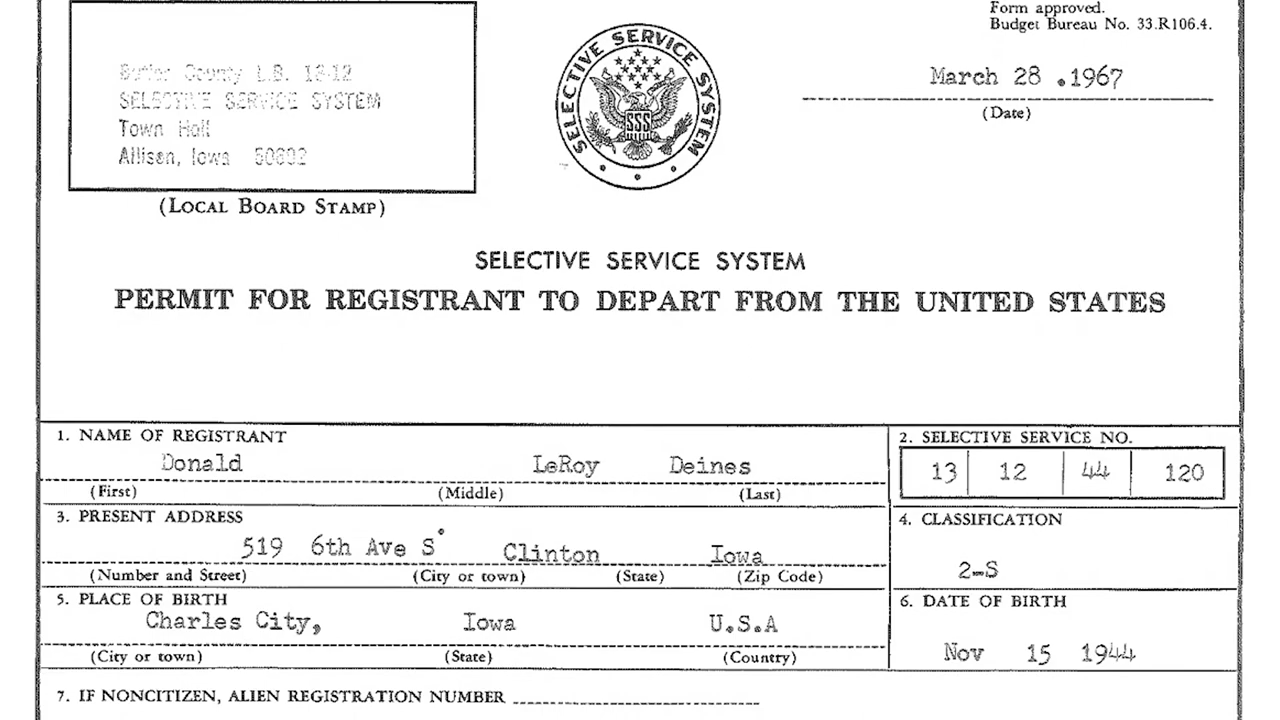 Form approved.
Budget Bureau No. 33.R106.4.
Butler County L.B. 13-12
SELECTIVE SERVICE SYSTEM
Town Hall
Allison, Iowa 50602
(LOCAL BOARD STAMP)
SELECTIVE SERVICE SYSTEM
SSS
March 28 .1967
(Date)
SELECTIVE SERVICE SYSTEM
PERMIT FOR REGISTRANT TO DEPART FROM THE UNITED STATES
1. NAME OF REGISTRANT
Donald LeRoy Deines
(First) (Middle) (Last)
2. SELECTIVE SERVICE NO.
13 12 44 120
3. PRESENT ADDRESS
519 6th Ave S. Clinton Iowa
(Number and Street) (City or town) (State) (Zip Code)
4. CLASSIFICATION
2-S
5. PLACE OF BIRTH
Charles City, Iowa U.S.A
(City or town) (State) (Country)
6. DATE OF BIRTH
Nov 15 1944
7. IF NONCITIZEN, ALIEN REGISTRATION NUMBER